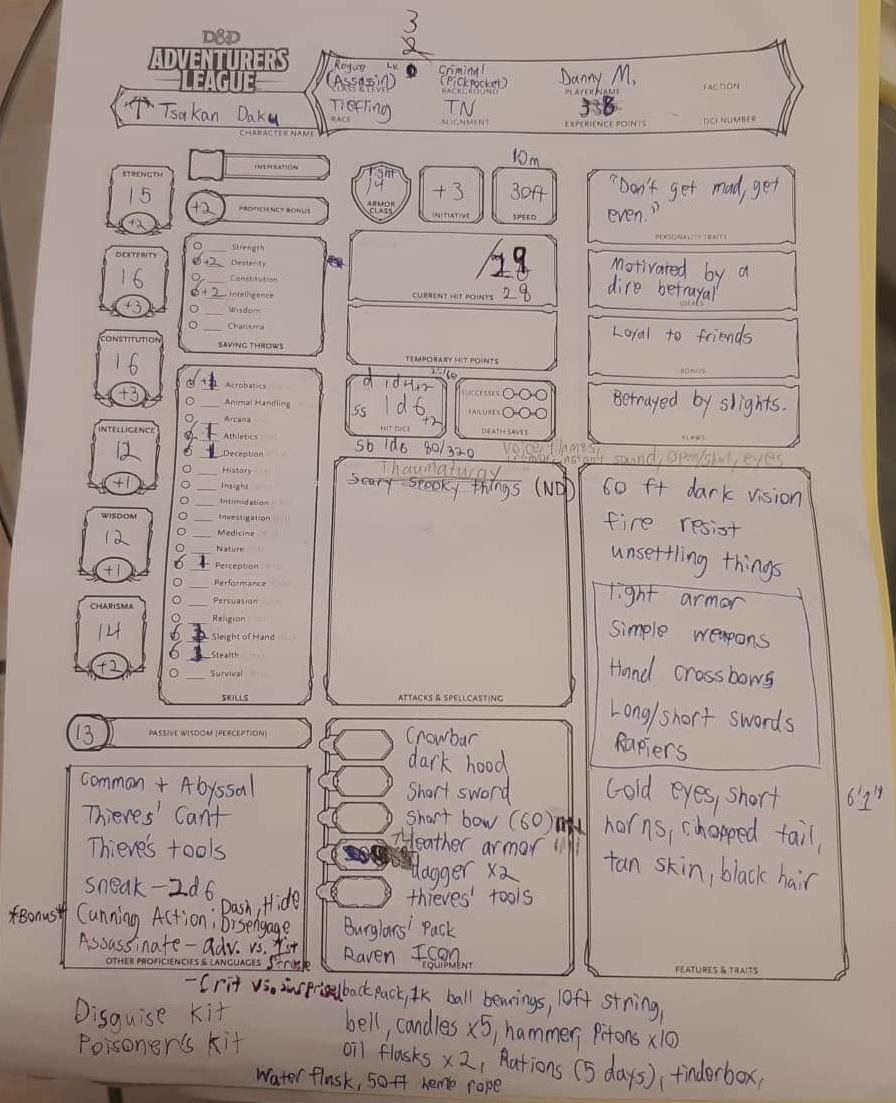 3
2
D&D
ADVENTURERS
LEAGUE
Tsakan Daku
CHARACTER NAME
Rogue Lv.
(Assasin)
CLASS & LEVEL
Criminal
(Pickpocket)
BACKGROUND
Danny M.
PLAYER NAME
FACTION
Tiefling
RACE
TN
ALIGNMENT
EXPERIENCE POINTS
DCI NUMBER
STRENGTH
15
+2
DEXTERITY
16
+3
CONSTITUTION
16
+3
INTELLIGENCE
12
+1
WISDOM
12
+1
CHARISMA
14
+2
INSPIRATION
+2
PROFICIENCY BONUS
Strength
+2 Dexterity
Constitution
+2 Intelligence
Wisdom
Charisma
SAVING THROWS
Acrobatics
Animal Handling
Arcana
Athletics
Deception
History
Insight
Intimidation
Investigation
Medicine
Nature
Perception
Performance
Persuasion
Religion
Sleight of Hand
Stealth
Survival
SKILLS
13
PASSIVE WISDOM (PERCEPTION)
Common + Abyssal
Thieves' Cant
Thieve's tools
Sneak - 2d6
*Bonus* Cunning Action: Dash, Hide
Disengage
Assassinate - adv. vs. 1st
Strike
OTHER PROFICIENCIES & LANGUAGES
- Crit vs. surprise
Disguise Kit
Poisoner's Kit
light
14
ARMOR
CLASS
+3
INITIATIVE
10m
30ft
SPEED
CURRENT HIT POINTS
28
TEMPORARY HIT POINTS
d 1d4+2
ss 1d6
+2
HIT DICE
SUCCESSES
FAILURES
DEATH SAVES
sb 1d6 80/320
Thaumaturgy
Scary Spooky things (ND)
ATTACKS & SPELLCASTING
Crowbar
dark hood
Short sword
Short bow (60)
leather armor
dagger x2
thieves' tools
Burglars' Pack
Raven Icon
EQUIPMENT
backpack, 1k ball bearings, 10ft string,
bell, candles x5, hammer, Pitons x10
oil flasks x2, Rations (5 days), tinderbox,
Water flask, 50ft hemp rope
"Don't get mad, get
even."
PERSONALITY TRAITS
Motivated by a
dire betrayal
IDEALS
Loyal to friends
BONDS
Betrayed by slights.
FLAWS
sound, open/shut, eyes
60 ft dark vision
fire resist
unsettling things
light armor
Simple weapons
Hand crossbows
Long/short swords
Rapiers
Gold eyes, short
horns, chopped tail,
tan skin, black hair
6'1"
FEATURES & TRAITS